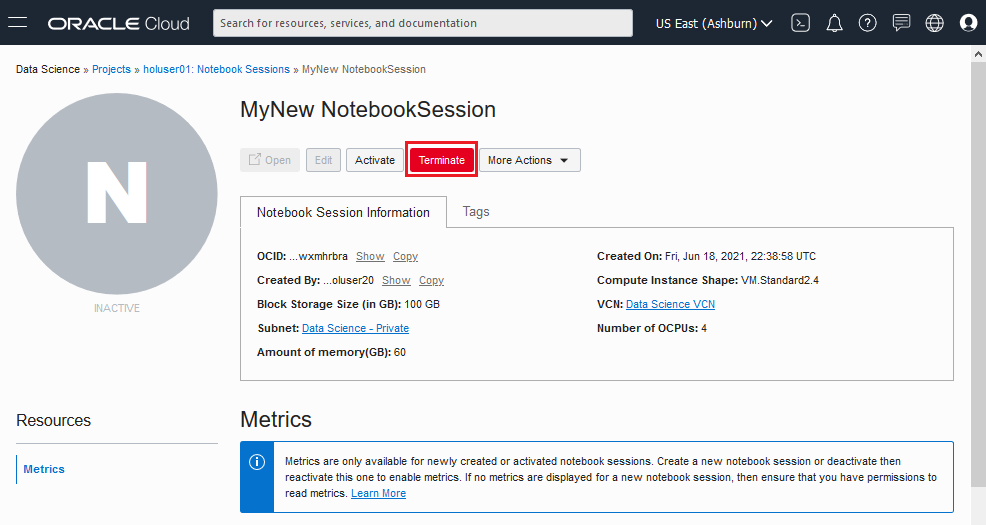 ORACLE Cloud
Search for resources, services, and documentation
US East (Ashburn)
Data Science » Projects » holuser01: Notebook Sessions » MyNew NotebookSession
N
INACTIVE
MyNew NotebookSession
Open Edit Activate Terminate More Actions
Notebook Session Information Tags
OCID: ...wxmhrbra Show Copy
Created On: Fri, Jun 18, 2021, 22:38:58 UTC
Created By: ...oluser20 Show Copy
Compute Instance Shape: VM.Standard2.4
Block Storage Size (in GB): 100 GB
VCN: Data Science VCN
Subnet: Data Science - Private
Number of OCPUs: 4
Amount of memory(GB): 60
Resources
Metrics
Metrics
Metrics are only available for newly created or activated notebook sessions. Create a new notebook session or deactivate then
reactivate this one to enable metrics. If no metrics are displayed for a new notebook session, then ensure that you have permissions to
read metrics. Learn More